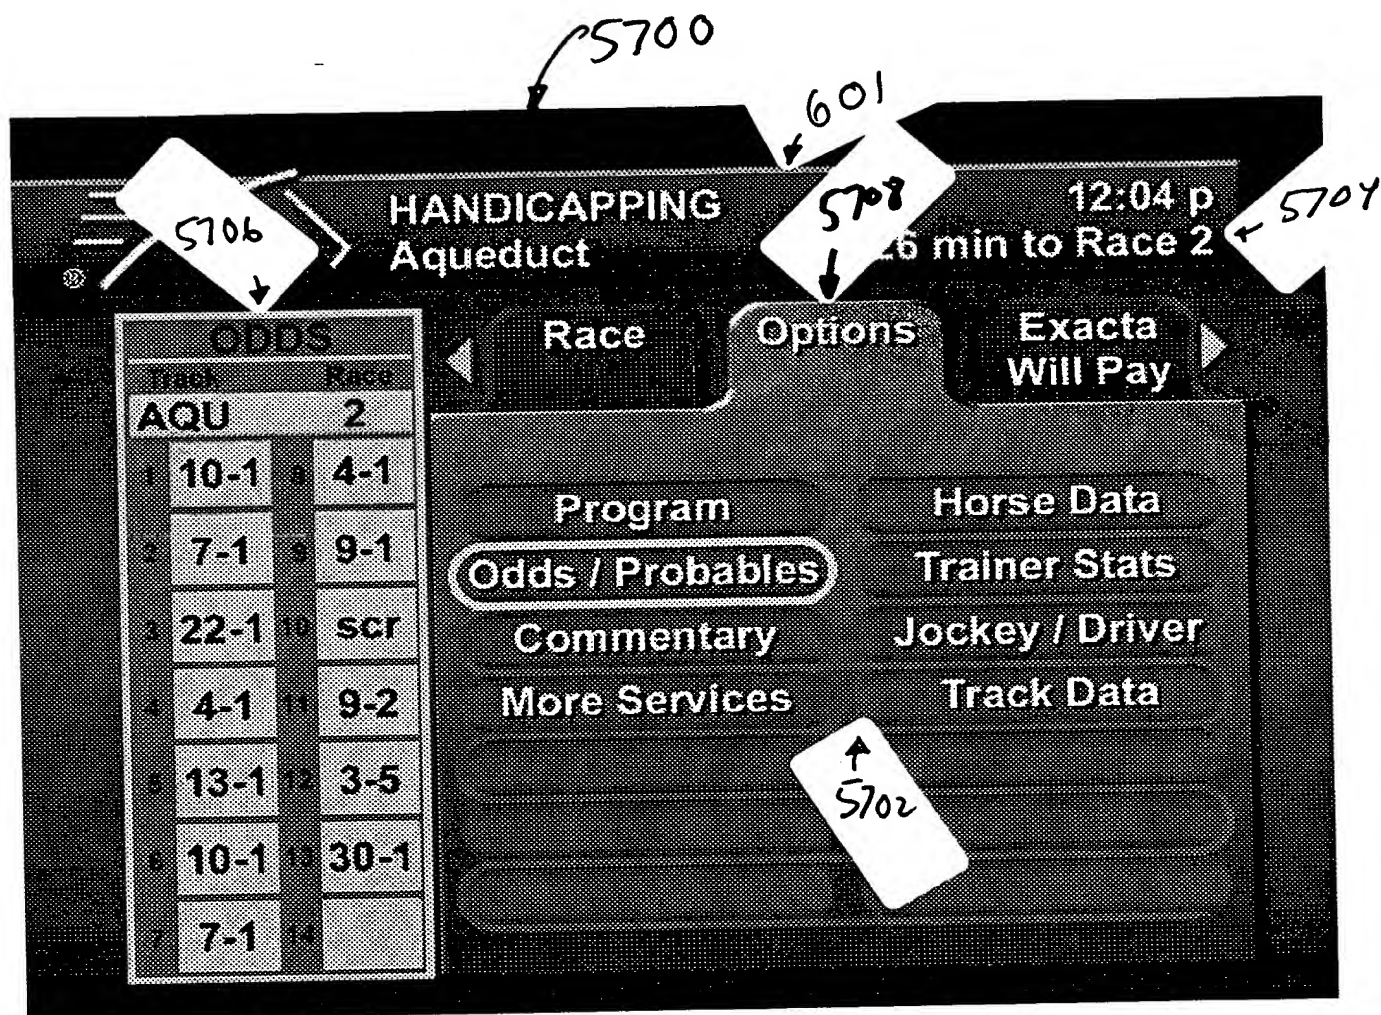 5700
601
5706
5708
5704
HANDICAPPING
Aqueduct
12:04 p
26 min to Race 2
ODDS
Track Race
AQU 2
1 10-1 8 4-1
2 7-1 9 9-1
3 22-1 10 scr
4 4-1 11 9-2
5 13-1 12 3-5
6 10-1 13 30-1
7 7-1 14
Race
Options
Exacta
Will Pay
Program
Odds / Probables
Commentary
More Services
Horse Data
Trainer Stats
Jockey / Driver
Track Data
5702